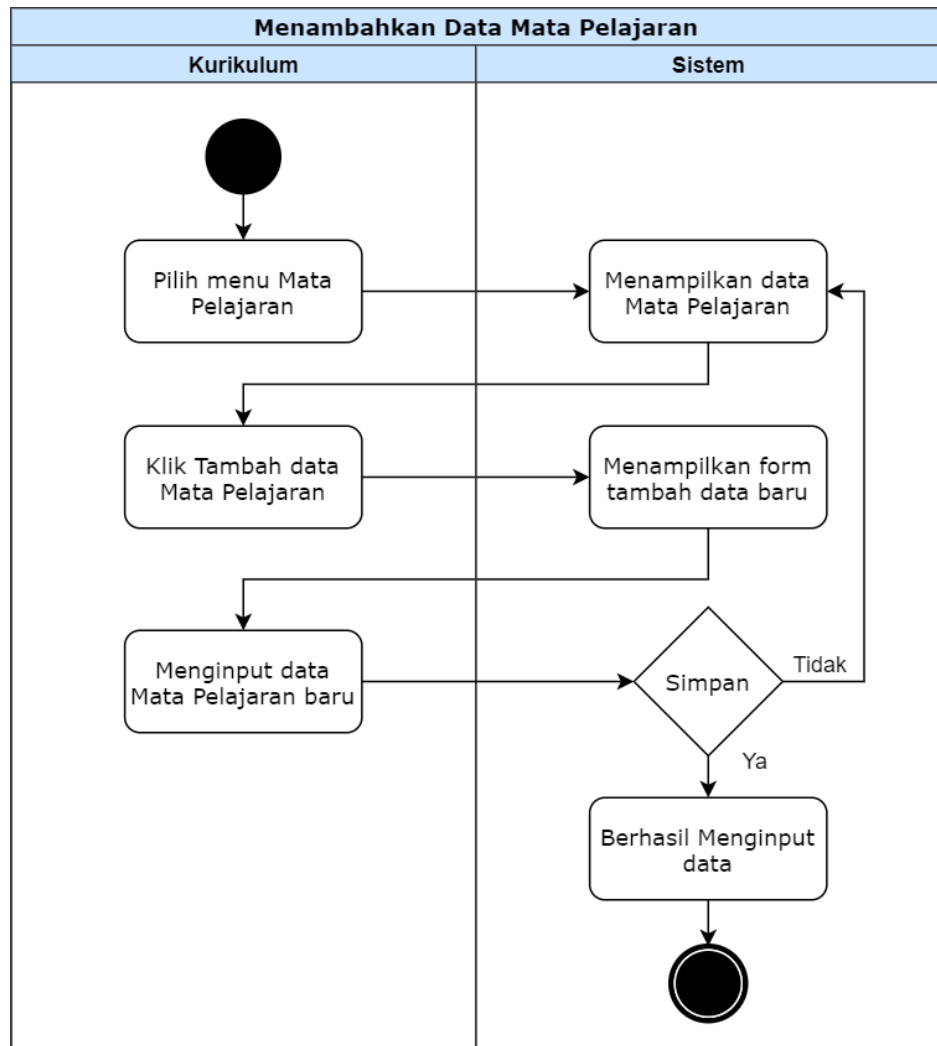 Menambahkan Data Mata Pelajaran
Kurikulum
Sistem
Pilih menu Mata
Pelajaran
Menampilkan data
Mata Pelajaran
Klik Tambah data
Mata Pelajaran
Menampilkan form
tambah data baru
Menginput data
Mata Pelajaran baru
Simpan
Tidak
Ya
Berhasil Menginput
data